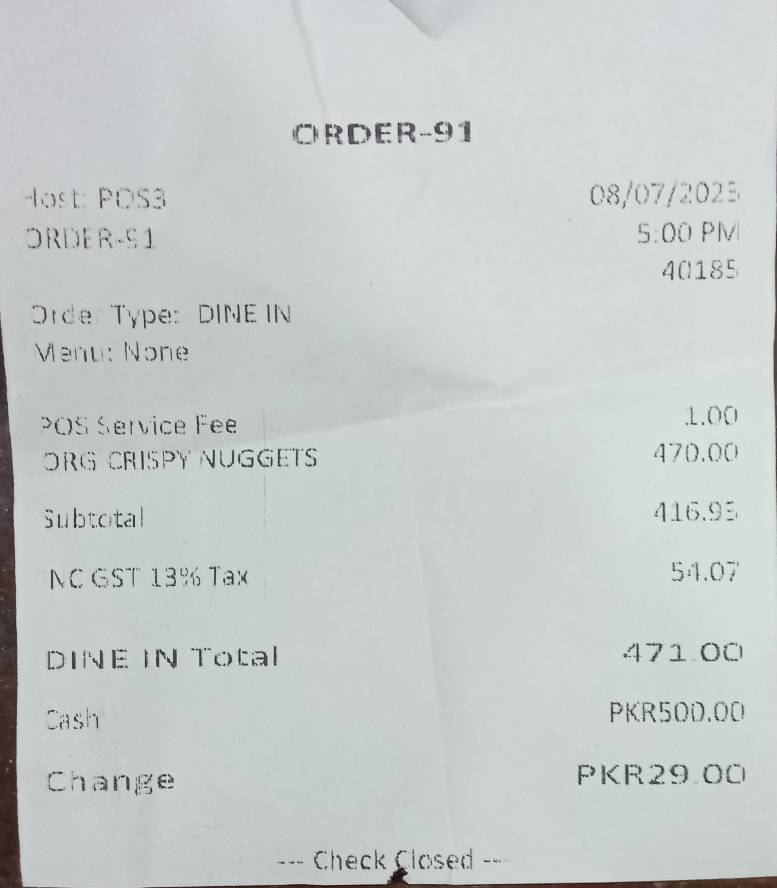 ORDER-91
Host: POS3 08/07/2025
ORDER-91 5:00 PM
40185
Order Type: DINE IN
Menu: None
POS Service Fee 1.00
ORG CRISPY NUGGETS 470.00
Subtotal 416.93
INC GST 13% Tax 54.07
DINE IN Total 471.00
Cash PKR500.00
Change PKR29.00
--- Check Closed ---